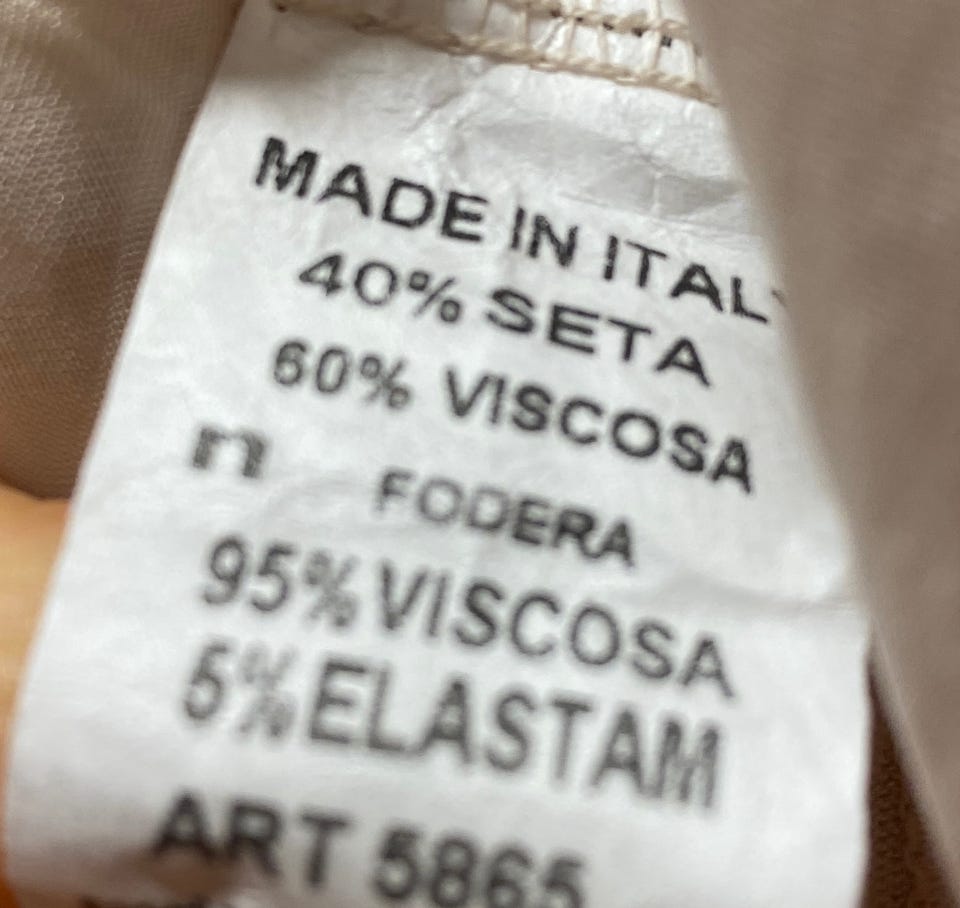 MADE IN ITALY
40% SETA
60% VISCOSA
n
FODERA
95% VISCOSA
5% ELASTAM
ART 5865